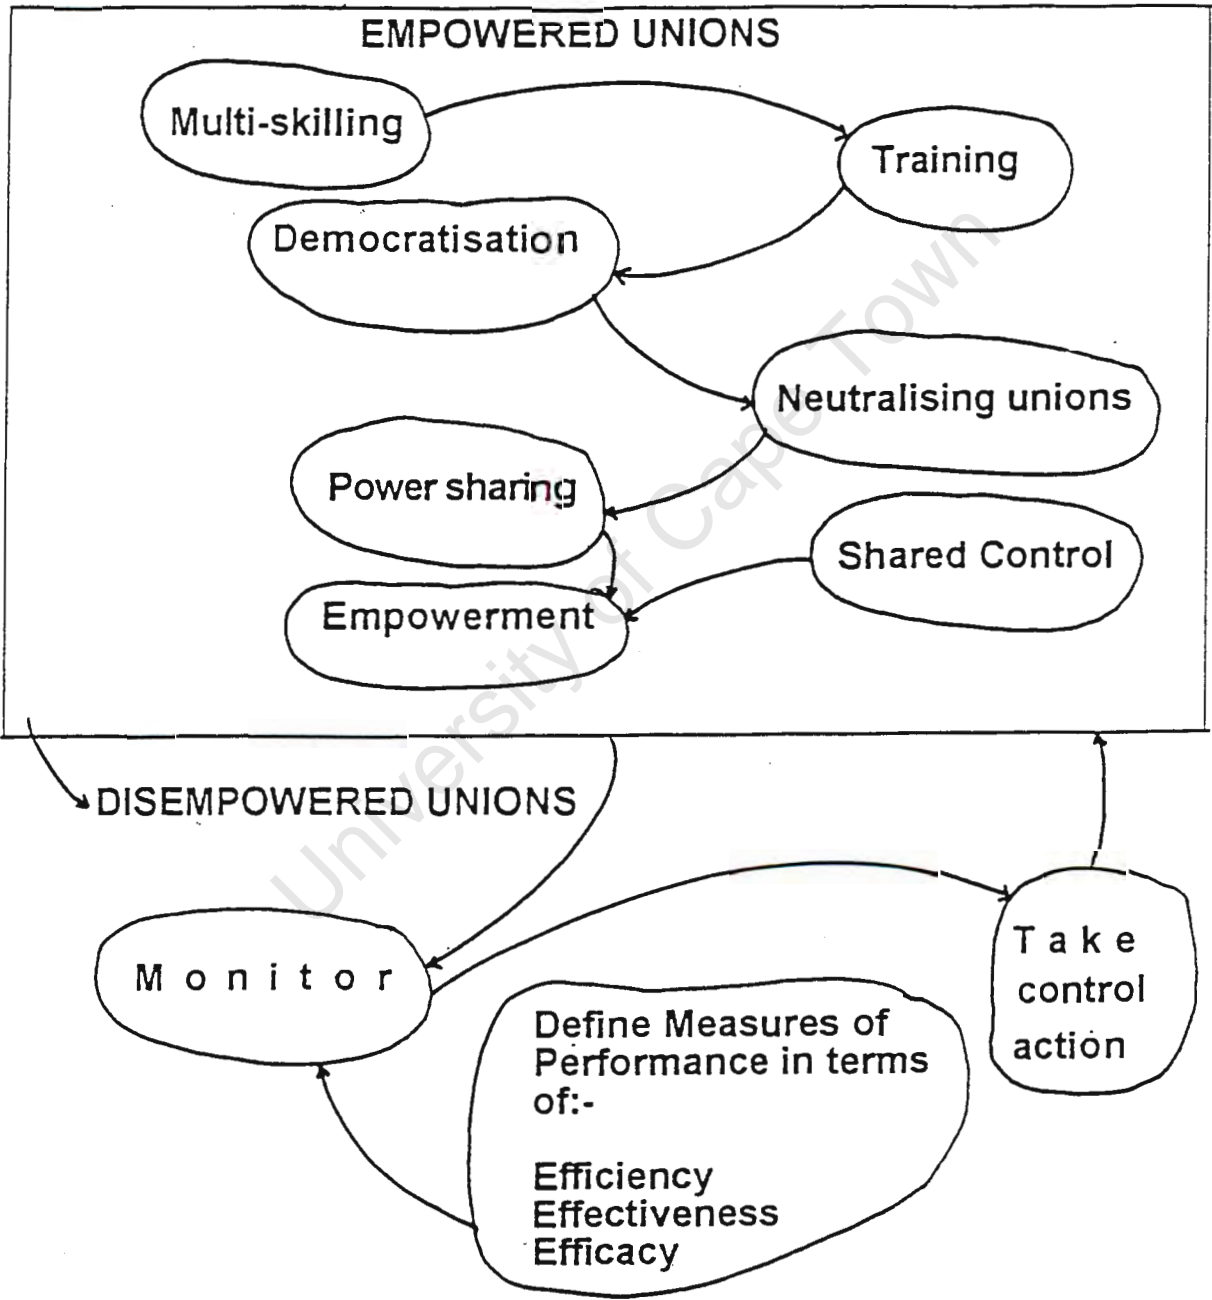 EMPOWERED UNIONS
Multi-skilling
Training
Democratisation
Neutralising unions
Power sharing
Shared Control
Empowerment
DISEMPOWERED UNIONS
Monitor
Take
control
action
Define Measures of
Performance in terms
of:-
Efficiency
Effectiveness
Efficacy
University of Cape Town